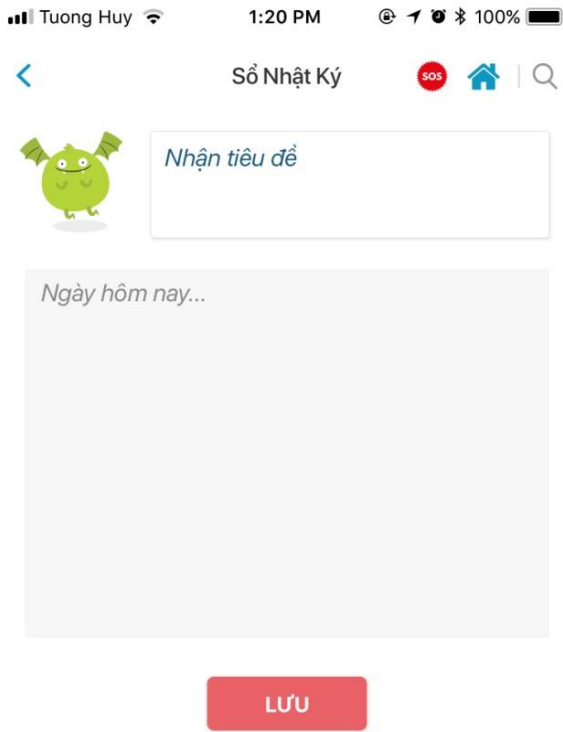 Tuong Huy 1:20 PM 100%
Sổ Nhật Ký SOS
Nhận tiêu đề
Ngày hôm nay...
LƯU